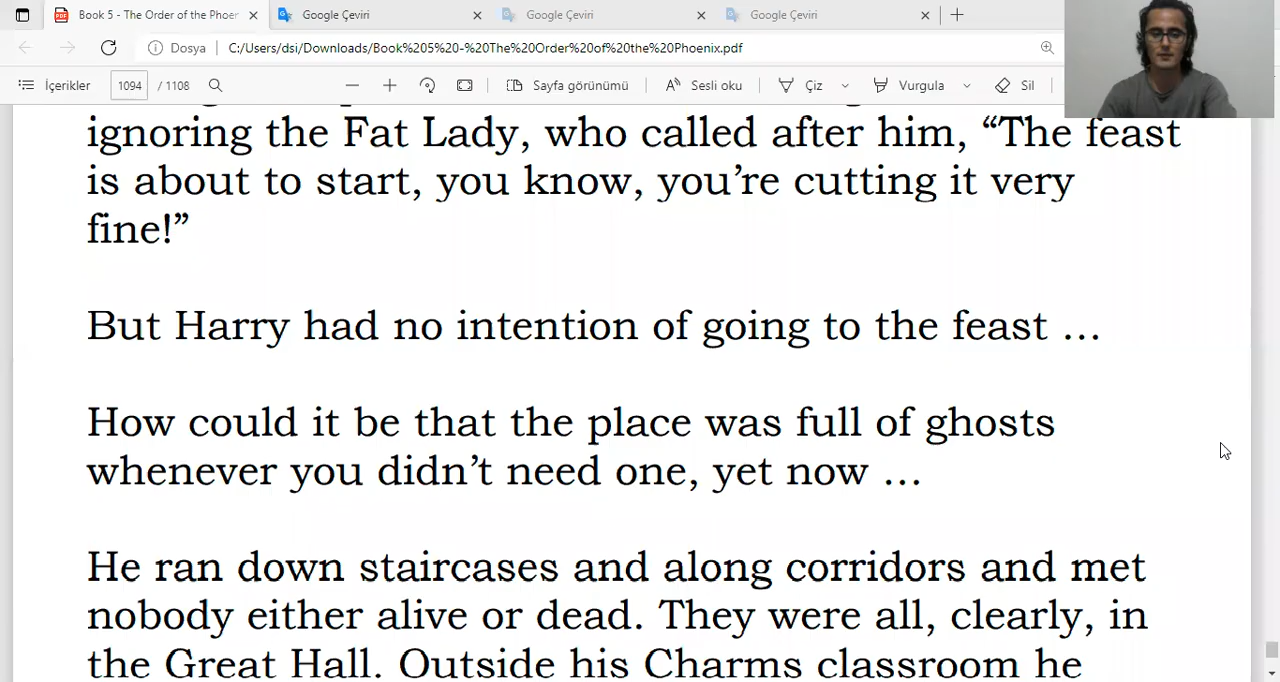 Book 5 - The Order of the Phoer
Google Çeviri
Google Çeviri
Google Çeviri
Dosya
C:/Users/dsi/Downloads/Book%205%20-%20The%20Order%20of%20the%20Phoenix.pdf
İçerikler
1094 / 1108
Sayfa görünümü
Sesli oku
Çiz
Vurgula
Sil
ignoring the Fat Lady, who called after him, “The feast
is about to start, you know, you’re cutting it very
fine!”
But Harry had no intention of going to the feast …
How could it be that the place was full of ghosts
whenever you didn’t need one, yet now …
He ran down staircases and along corridors and met
nobody either alive or dead. They were all, clearly, in
the Great Hall. Outside his Charms classroom he